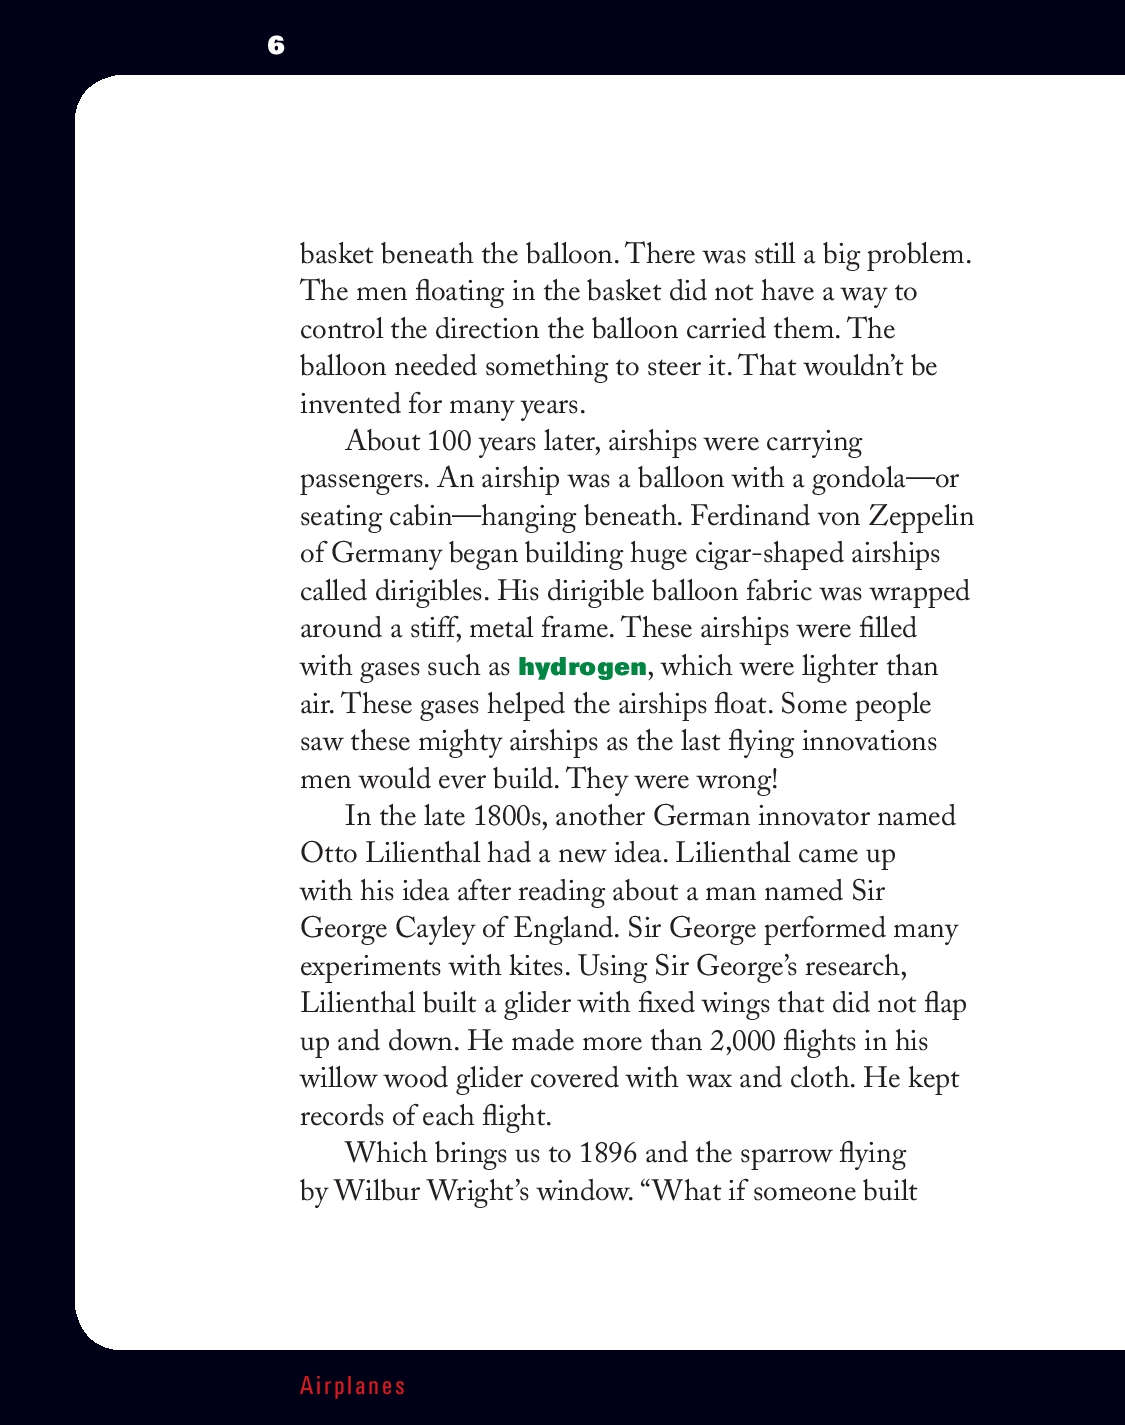 6
basket beneath the balloon. There was still a big problem.
The men floating in the basket did not have a way to
control the direction the balloon carried them. The
balloon needed something to steer it. That wouldn’t be
invented for many years.
About 100 years later, airships were carrying
passengers. An airship was a balloon with a gondola—or
seating cabin—hanging beneath. Ferdinand von Zeppelin
of Germany began building huge cigar-shaped airships
called dirigibles. His dirigible balloon fabric was wrapped
around a stiff, metal frame. These airships were filled
with gases such as hydrogen, which were lighter than
air. These gases helped the airships float. Some people
saw these mighty airships as the last flying innovations
men would ever build. They were wrong!
In the late 1800s, another German innovator named
Otto Lilienthal had a new idea. Lilienthal came up
with his idea after reading about a man named Sir
George Cayley of England. Sir George performed many
experiments with kites. Using Sir George’s research,
Lilienthal built a glider with fixed wings that did not flap
up and down. He made more than 2,000 flights in his
willow wood glider covered with wax and cloth. He kept
records of each flight.
Which brings us to 1896 and the sparrow flying
by Wilbur Wright’s window. “What if someone built
Airplanes